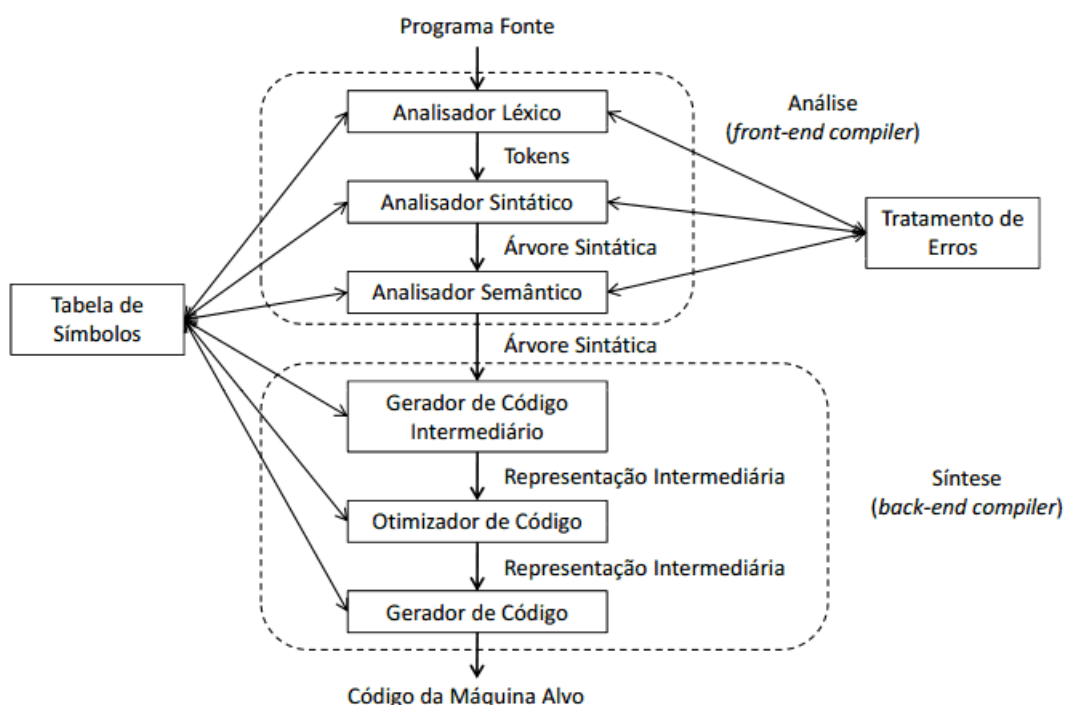 Programa Fonte
Analisador Léxico
Análise
(front-end compiler)
Tokens
Analisador Sintático
Tratamento de
Erros
Árvore Sintática
Analisador Semântico
Tabela de
Símbolos
Árvore Sintática
Gerador de Código
Intermediário
Representação Intermediária
Síntese
(back-end compiler)
Otimizador de Código
Representação Intermediária
Gerador de Código
Código da Máquina Alvo